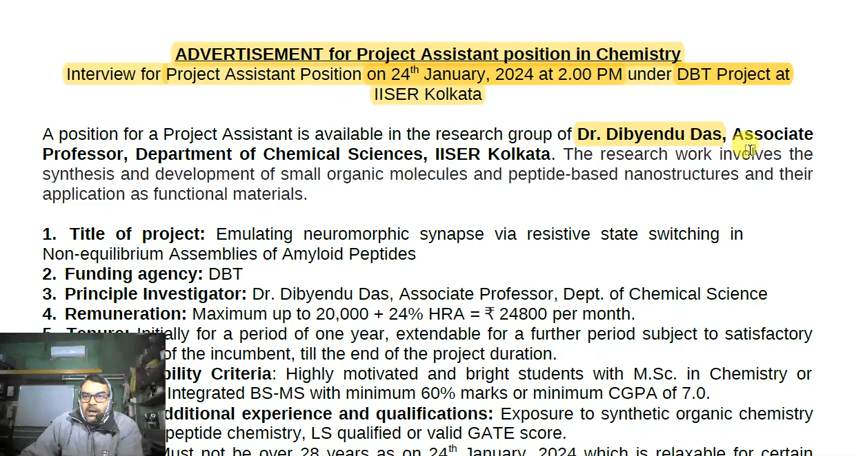 ADVERTISEMENT for Project Assistant position in Chemistry
Interview for Project Assistant Position on 24th January, 2024 at 2.00 PM under DBT Project at
IISER Kolkata
A position for a Project Assistant is available in the research group of Dr. Dibyendu Das, Associate
Professor, Department of Chemical Sciences, IISER Kolkata. The research work involves the
synthesis and development of small organic molecules and peptide-based nanostructures and their
application as functional materials.
1. Title of project: Emulating neuromorphic synapse via resistive state switching in
Non-equilibrium Assemblies of Amyloid Peptides
2. Funding agency: DBT
3. Principle Investigator: Dr. Dibyendu Das, Associate Professor, Dept. of Chemical Science
4. Remuneration: Maximum up to 20,000 + 24% HRA = ₹ 24800 per month.
5. Tenure: Initially for a period of one year, extendable for a further period subject to satisfactory
of the incumbent, till the end of the project duration.
bility Criteria: Highly motivated and bright students with M.Sc. in Chemistry or
Integrated BS-MS with minimum 60% marks or minimum CGPA of 7.0.
dditional experience and qualifications: Exposure to synthetic organic chemistry
peptide chemistry, LS qualified or valid GATE score.
Must not be over 28 years as on 24th January, 2024 which is relaxable for certain